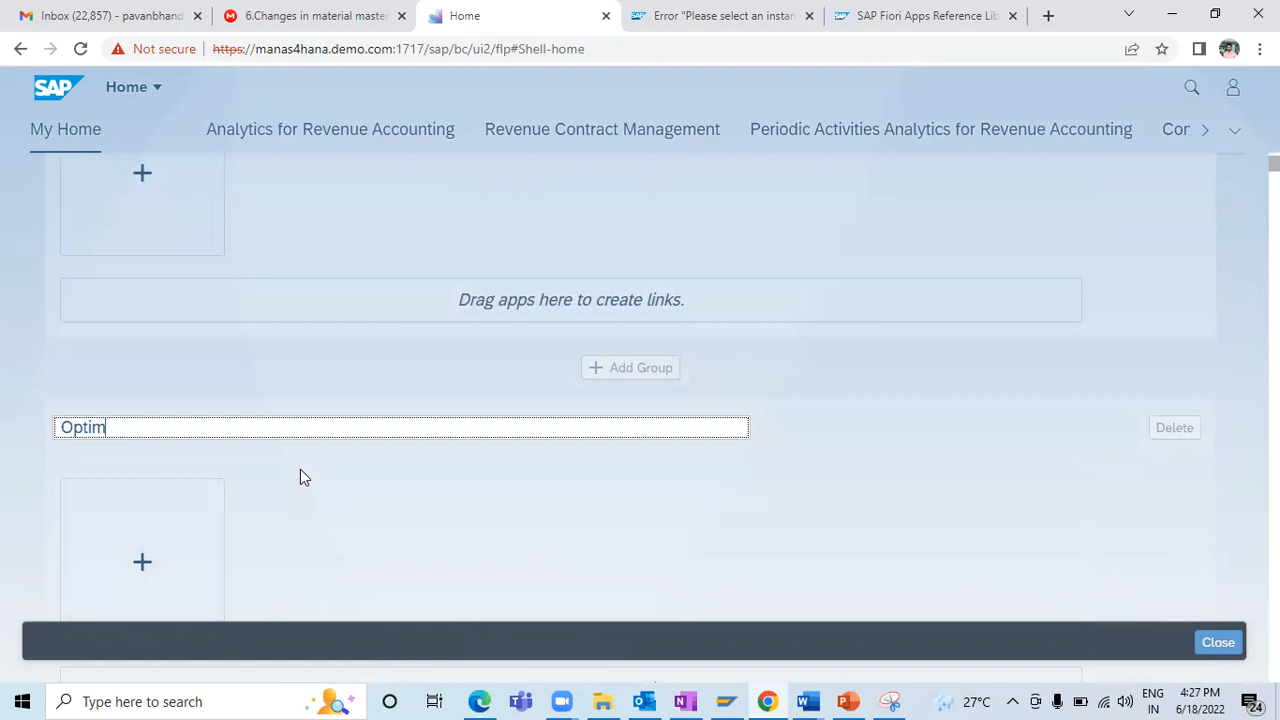 Inbox (22,857) - pavanbhand
6.Changes in material master
Home
Error "Please select an instanc
SAP Fiori Apps Reference Lib
Not secure
https://manas4hana.demo.com:1717/sap/bc/ui2/flp#Shell-home
SAP
Home
My Home
Analytics for Revenue Accounting
Revenue Contract Management
Periodic Activities Analytics for Revenue Accounting
Cor
Drag apps here to create links.
Add Group
Optim
Delete
Close
Type here to search
27°C
ENG
IN
4:27 PM
6/18/2022
24